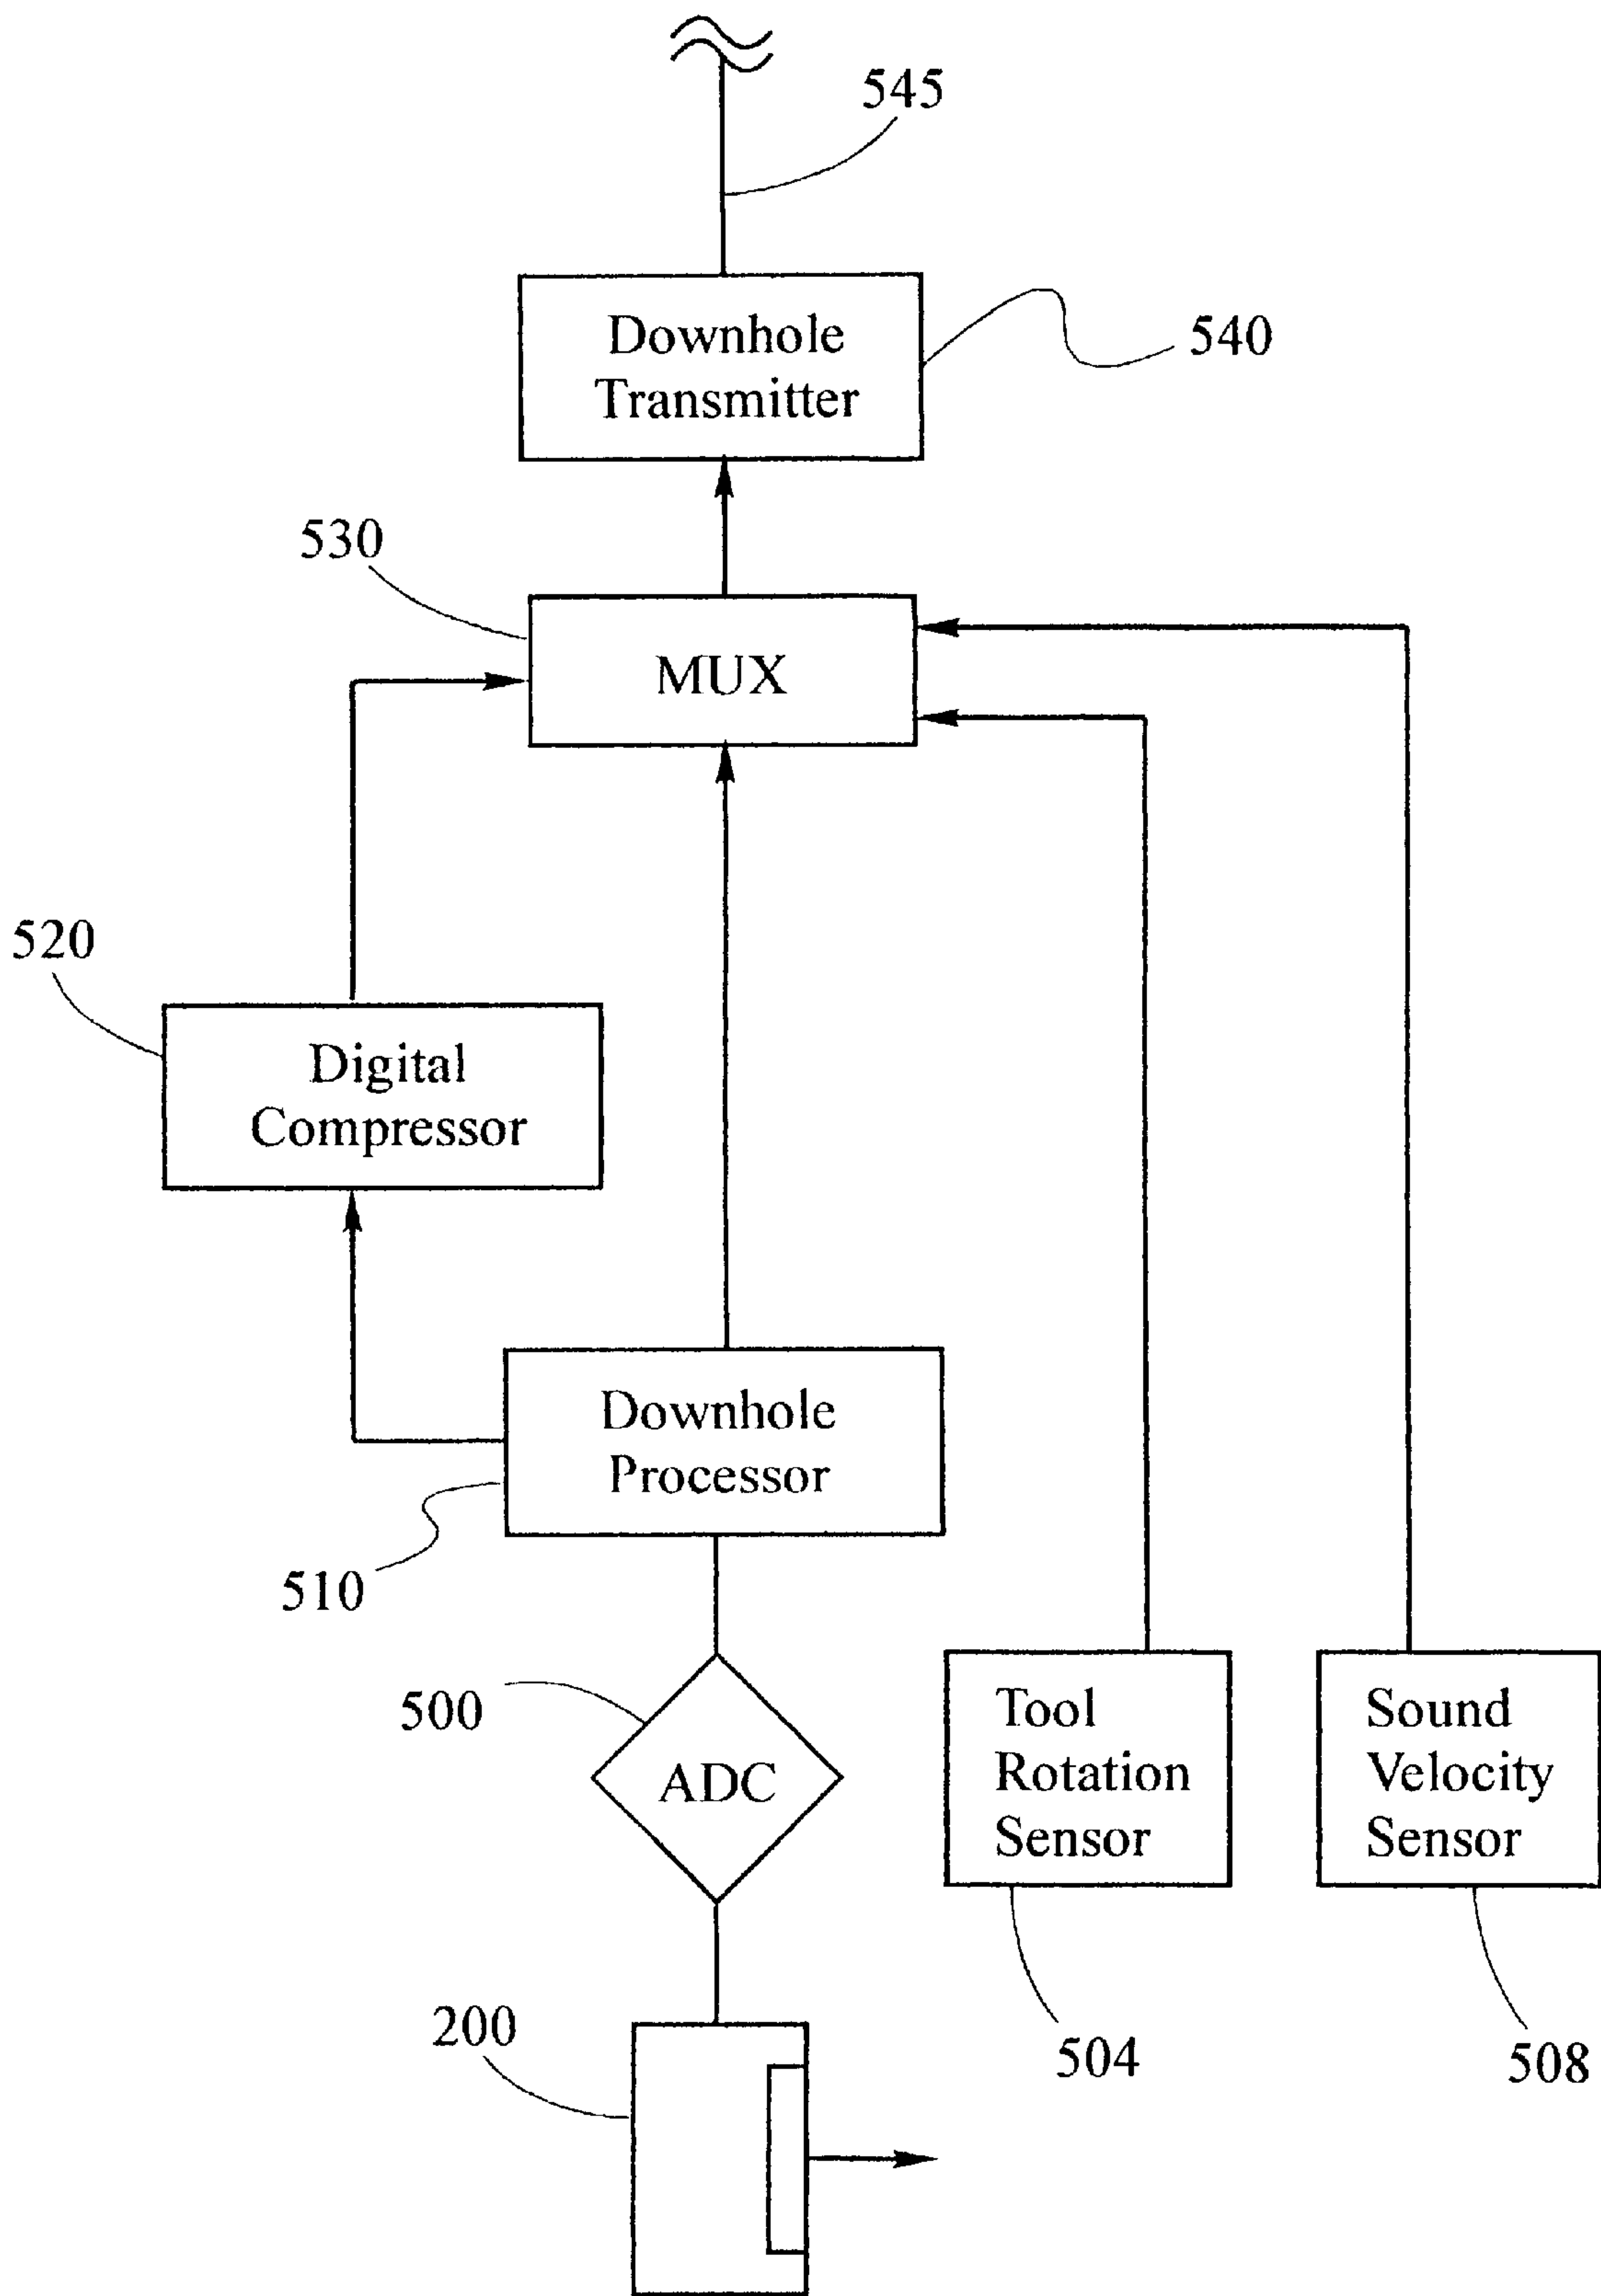 545
Downhole
Transmitter
540
530
MUX
520
Digital
Compressor
Downhole
Processor
510
500
ADC
Tool
Rotation
Sensor
Sound
Velocity
Sensor
200
504
508